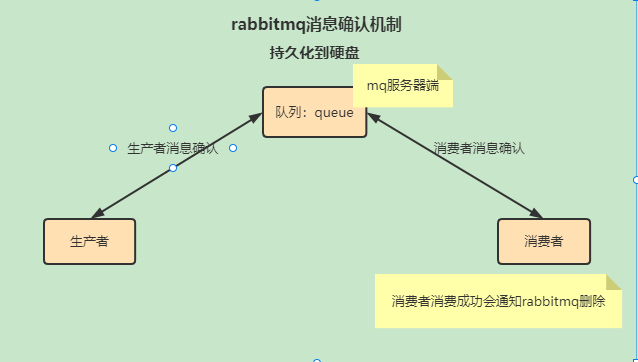 rabbitmq消息确认机制
持久化到硬盘
mq服务器端
队列：queue
生产者消息确认
消费者消息确认
生产者
消费者
消费者消费成功会通知rabbitmq删除